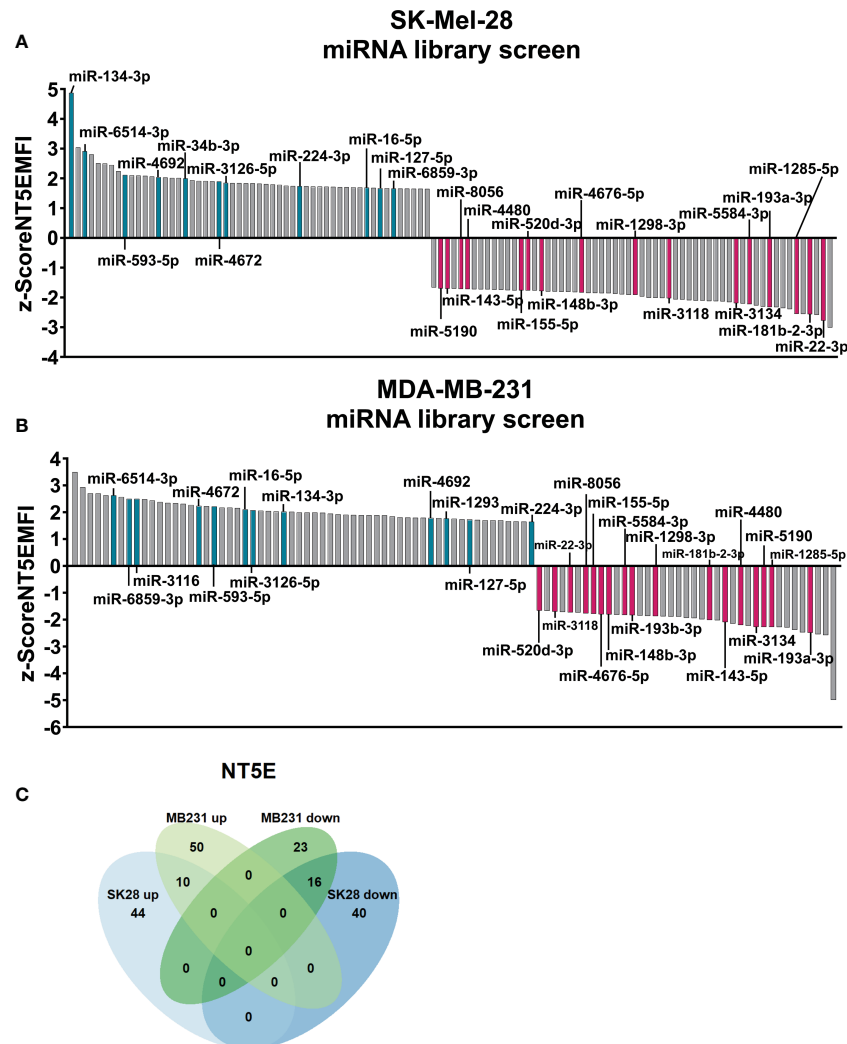 SK-Mel-28
miRNA library screen
A
z-ScoreNT5EMFI
5
4
3
2
1
0
-1
-2
-3
-4
miR-134-3p
miR-6514-3p
miR-4692
miR-34b-3p
miR-3126-5p
miR-224-3p
miR-16-5p
miR-127-5p
miR-6859-3p
miR-593-5p
miR-4672
miR-8056
miR-4480
miR-520d-3p
miR-4676-5p
miR-1298-3p
miR-5584-3p
miR-193a-3p
miR-1285-5p
miR-143-5p
miR-5190
miR-155-5p
miR-148b-3p
miR-3118
miR-3134
miR-181b-2-3p
miR-22-3p
MDA-MB-231
miRNA library screen
B
z-ScoreNT5EMFI
4
3
2
1
0
-1
-2
-3
-4
-5
-6
miR-6514-3p
miR-4672
miR-16-5p
miR-134-3p
miR-4692
miR-1293
miR-224-3p
miR-3116
miR-6859-3p
miR-593-5p
miR-3126-5p
miR-127-5p
miR-8056
miR-155-5p
miR-5584-3p
miR-1298-3p
miR-22-3p
miR-181b-2-3p
miR-4480
miR-5190
miR-1285-5p
miR-520d-3p
miR-3118
miR-193b-3p
miR-148b-3p
miR-4676-5p
miR-3134
miR-193a-3p
miR-143-5p
NT5E
C
MB231 up
MB231 down
50
23
0
10
16
SK28 up
SK28 down
44
40
0
0
0
0
0
0
0
0